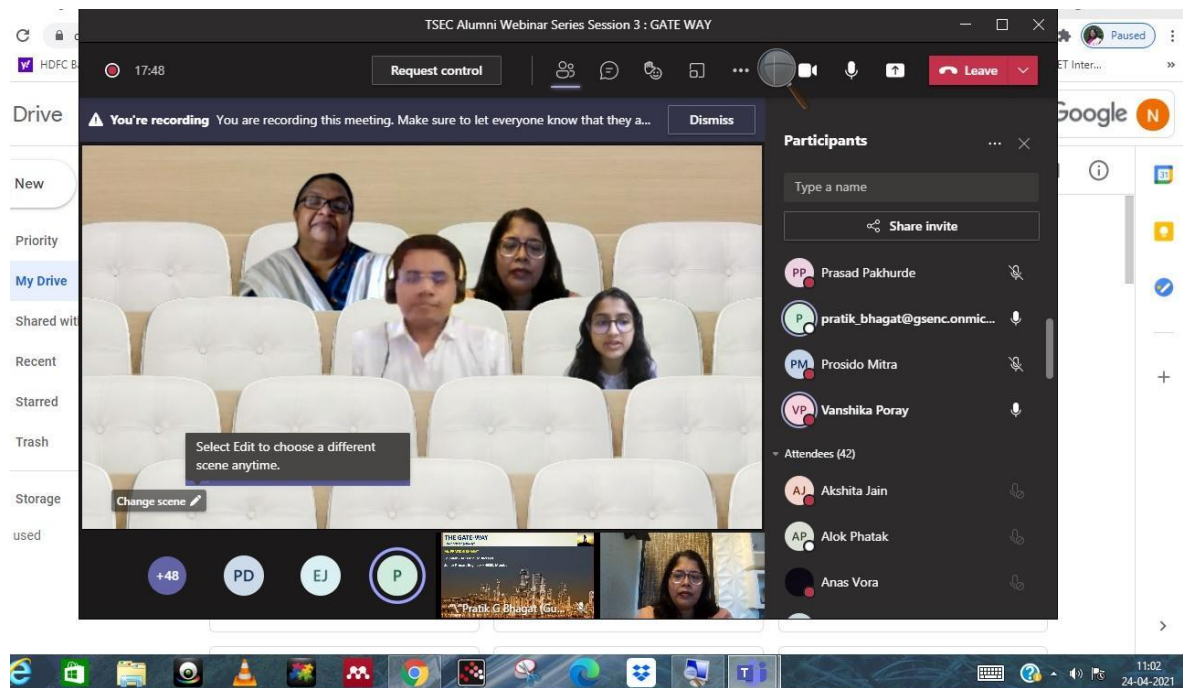 TSEC Alumni Webinar Series Session 3 : GATE WAY
Paused
HDFC
ET Inter...
17:48
Request control
Leave
Drive
You're recording You are recording this meeting. Make sure to let everyone know that they a...
Dismiss
Google
N
Participants
New
Type a name
Share invite
Priority
My Drive
Shared wit
Recent
Starred
Trash
Storage
used
PP Prasad Pakhurde
P pratik_bhagat@gsenc.onmic...
PM Prosido Mitra
VP Vanshika Poray
Attendees (42)
AJ Akshita Jain
AP Alok Phatak
Anas Vora
31
Select Edit to choose a different
scene anytime.
Change scene
+48
PD
EJ
P
THE GATE-WAY
Pratik G Bhagat (Gu...
11:02
24-04-2021